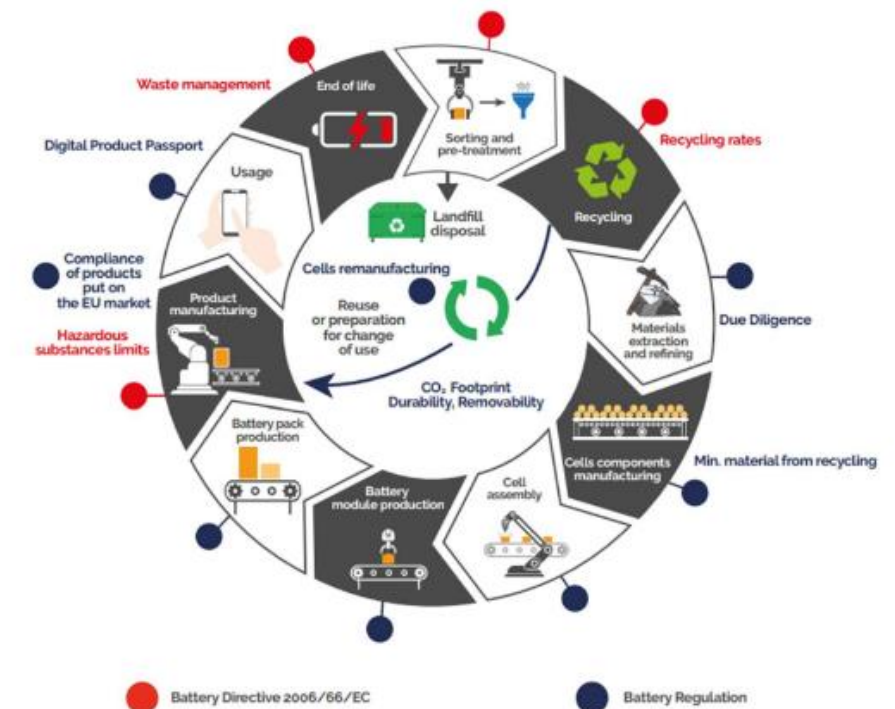 Waste management
End of life
Sorting and
pre-treatment
Recycling rates
Digital Product Passport
Usage
Recycling
Landfill
disposal
Compliance
of products
put on
the EU market
Cells remanufacturing
Product
manufacturing
Reuse
or preparation
for change
of use
Materials
extraction
and refining
Due Diligence
Hazardous
substances limits
CO₂ Footprint
Durability, Removability
Battery pack
production
Cells components
manufacturing
Min. material from recycling
Battery
module production
Cell
assembly
Battery Directive 2006/66/EC
Battery Regulation